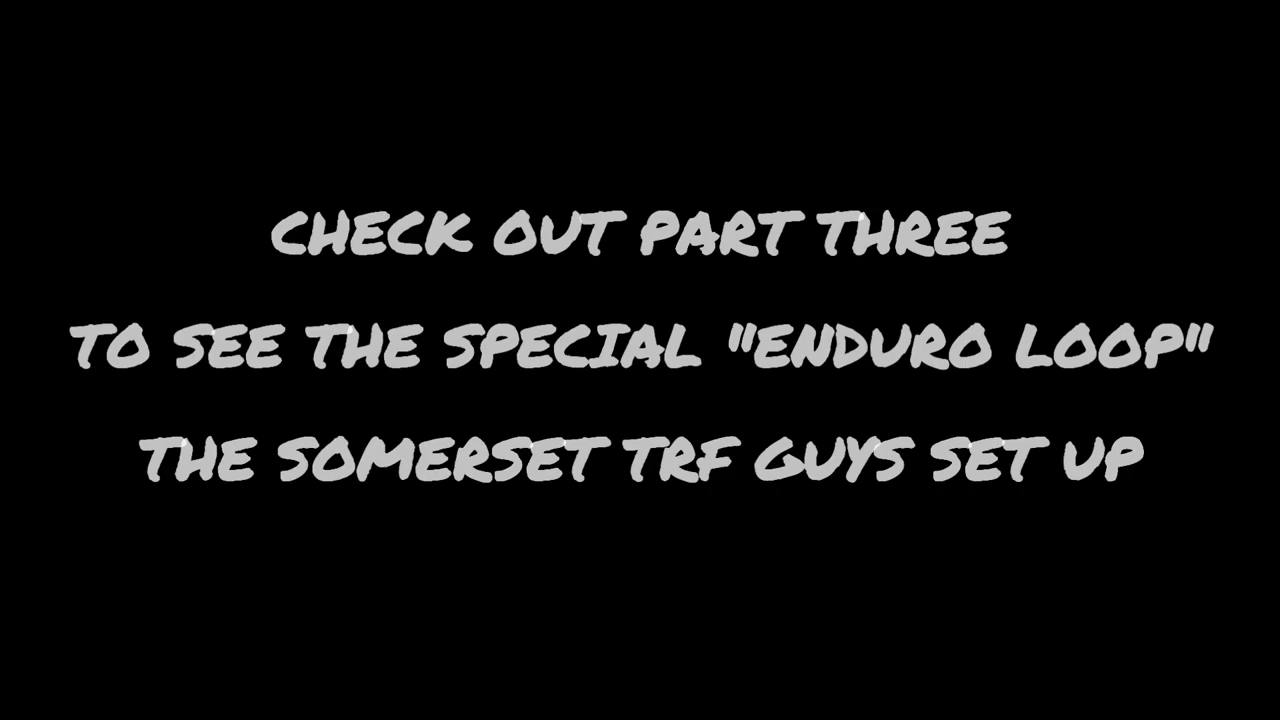 CHECK OUT PART THREE
TO SEE THE SPECIAL "ENDURO LOOP"
THE SOMERSET TRF GUYS SET UP